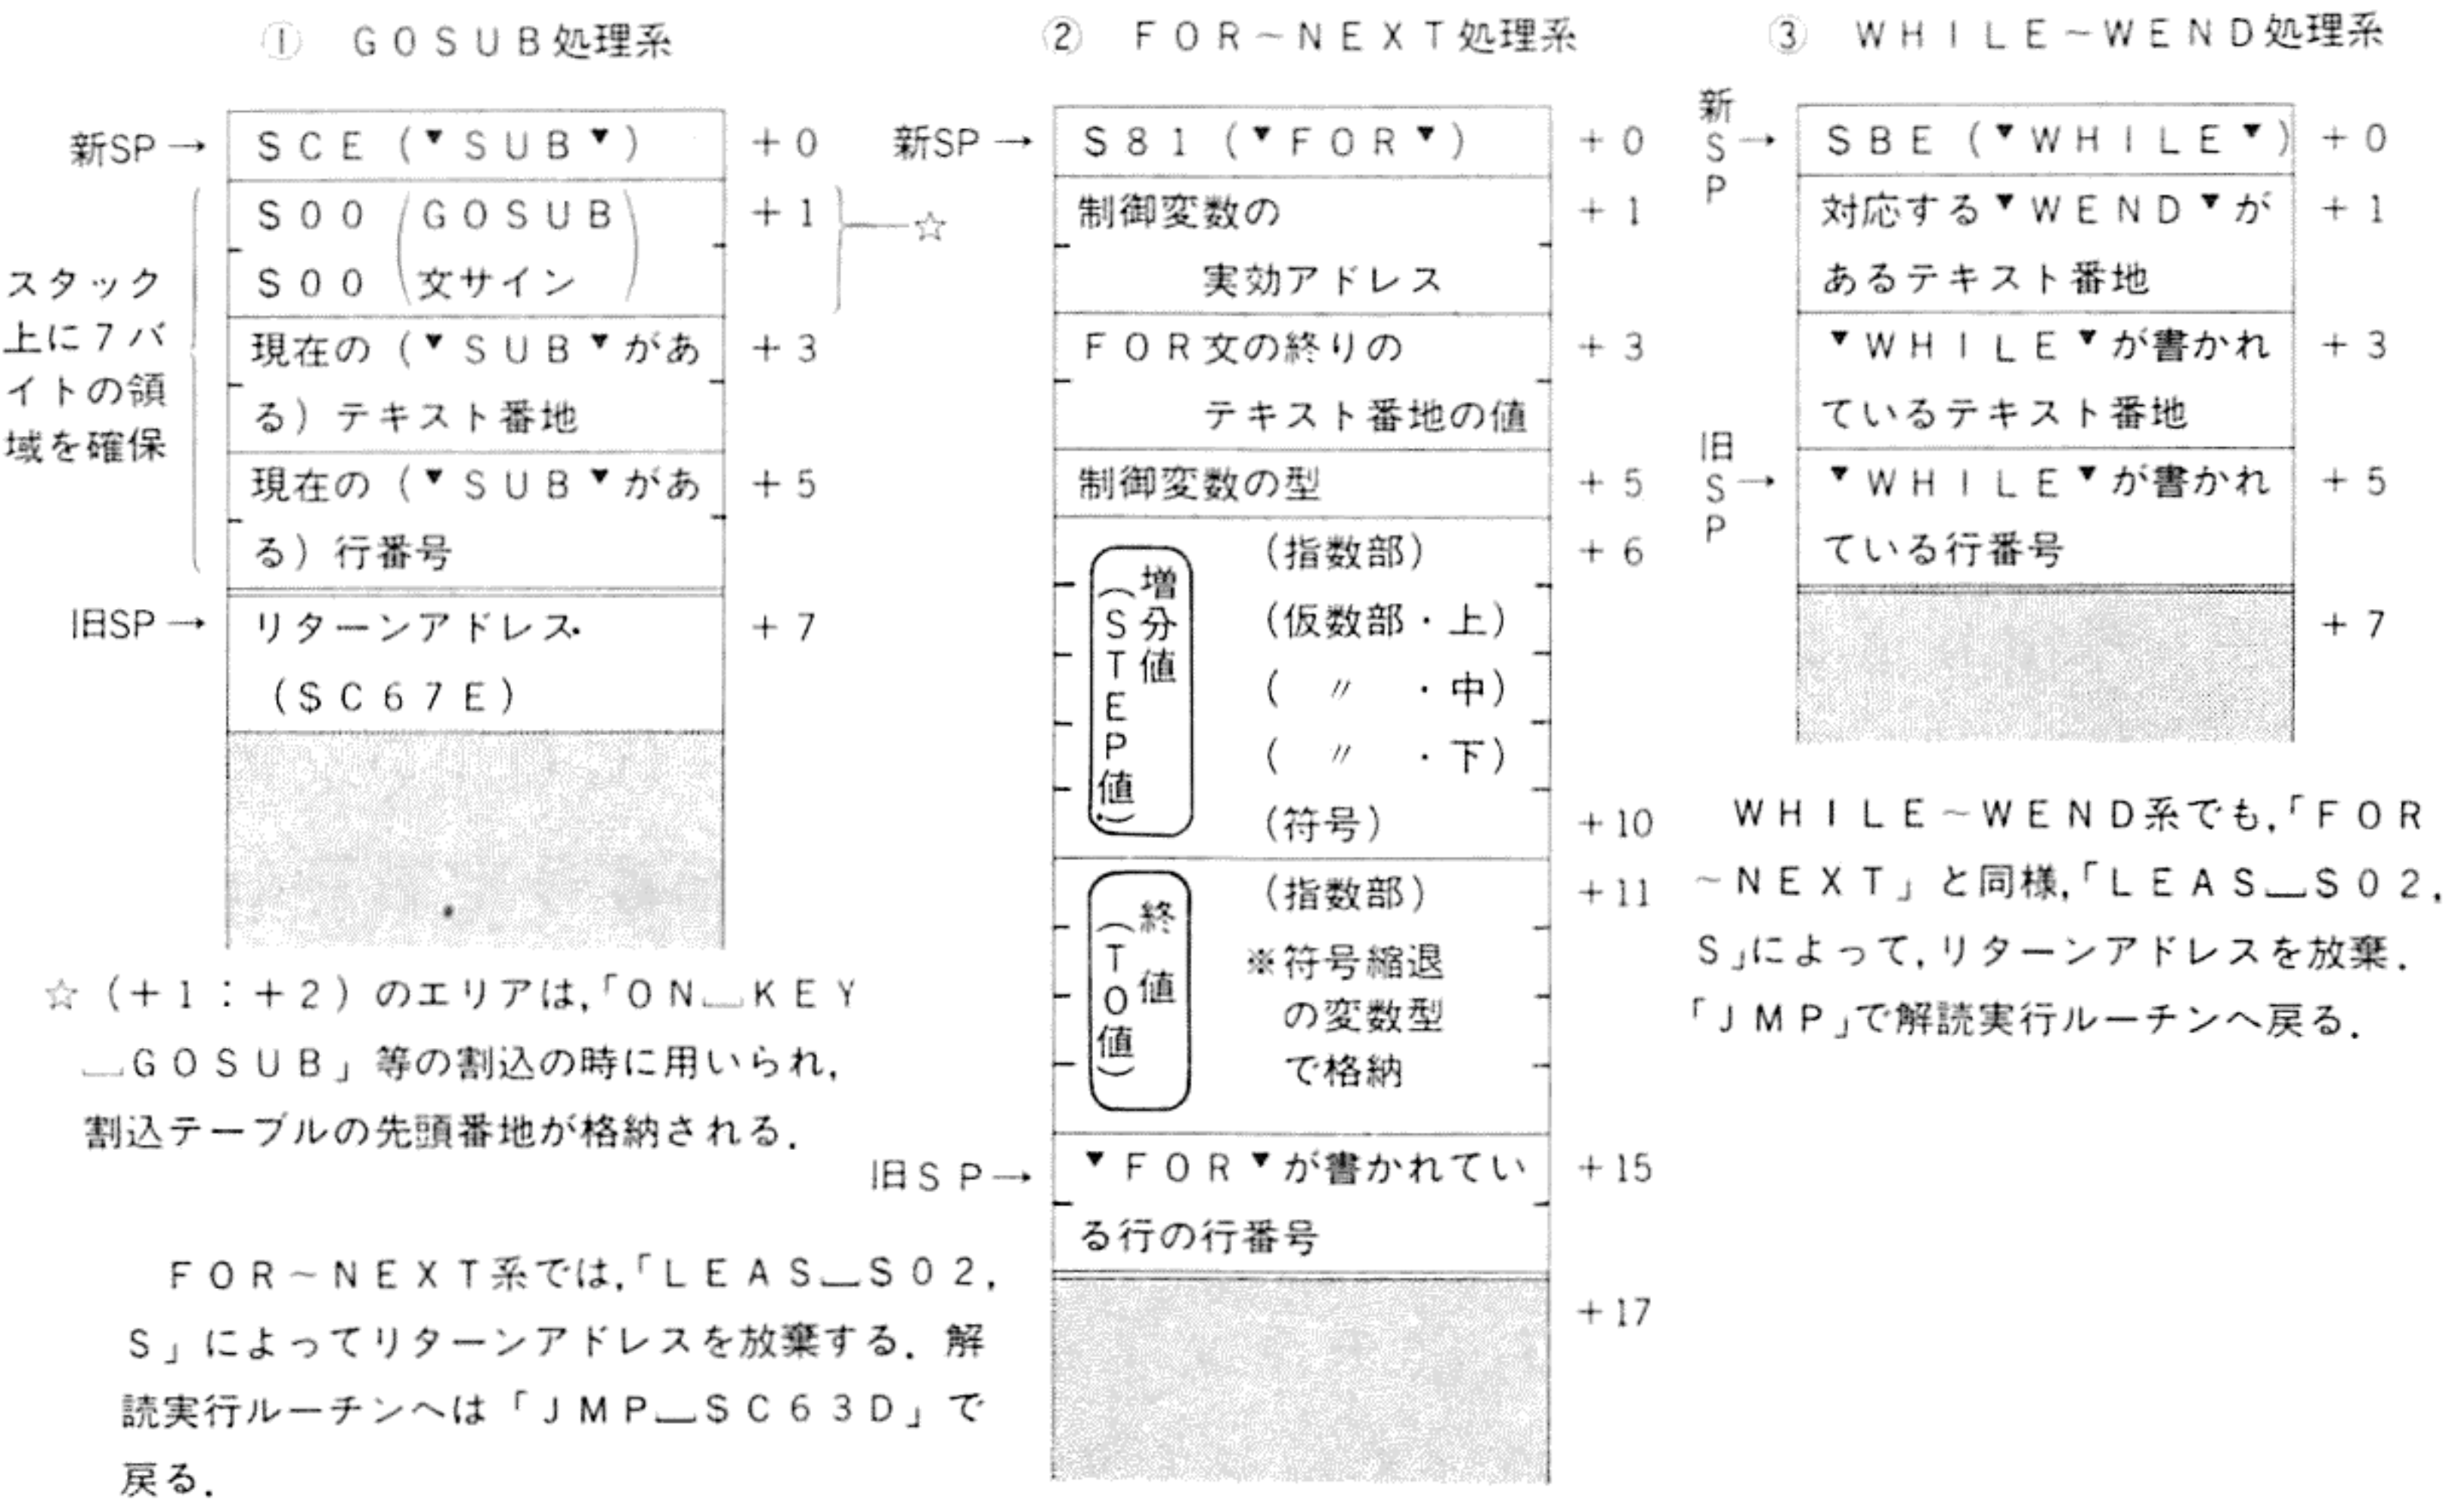 ① GOSUB処理系
新SP→
SCE(▼SUB▼)
+0
S00
(GOSUB
+1
☆
S00
文サイン)
スタック
上に7バ
イトの領
域を確保
現在の(▼SUB▼があ
+3
る)テキスト番地
現在の(▼SUB▼があ
+5
る)行番号
旧SP→
リターンアドレス
+7
(SC67E)
☆(+1:+2)のエリアは,「ON␣KEY
␣GOSUB」等の割込の時に用いられ,
割込テーブルの先頭番地が格納される.
FOR~NEXT系では,「LEAS␣S02,
S」によってリターンアドレスを放棄する.解
読実行ルーチンへは「JMP␣SC63D」で
戻る.
② FOR~NEXT処理系
新SP→
S81(▼FOR▼)
+0
制御変数の
+1
実効アドレス
FOR文の終りの
+3
テキスト番地の値
制御変数の型
+5
増分値
(STEP値)
(指数部)
+6
(仮数部・上)
(〃・中)
(〃・下)
(符号)
+10
終値
(TO値)
(指数部)
+11
※符号縮退
の変数型
で格納
旧SP→
▼FOR▼が書かれてい
+15
る行の行番号
+17
③ WHILE~WEND処理系
新SP→
SBE(▼WHILE▼)
+0
対応する▼WEND▼が
+1
あるテキスト番地
▼WHILE▼が書かれ
+3
ているテキスト番地
旧SP→
▼WHILE▼が書かれ
+5
ている行番号
+7
WHILE~WEND系でも,「FOR
~NEXT」と同様,「LEAS␣S02,
S」によって,リターンアドレスを放棄.
「JMP」で解読実行ルーチンへ戻る.